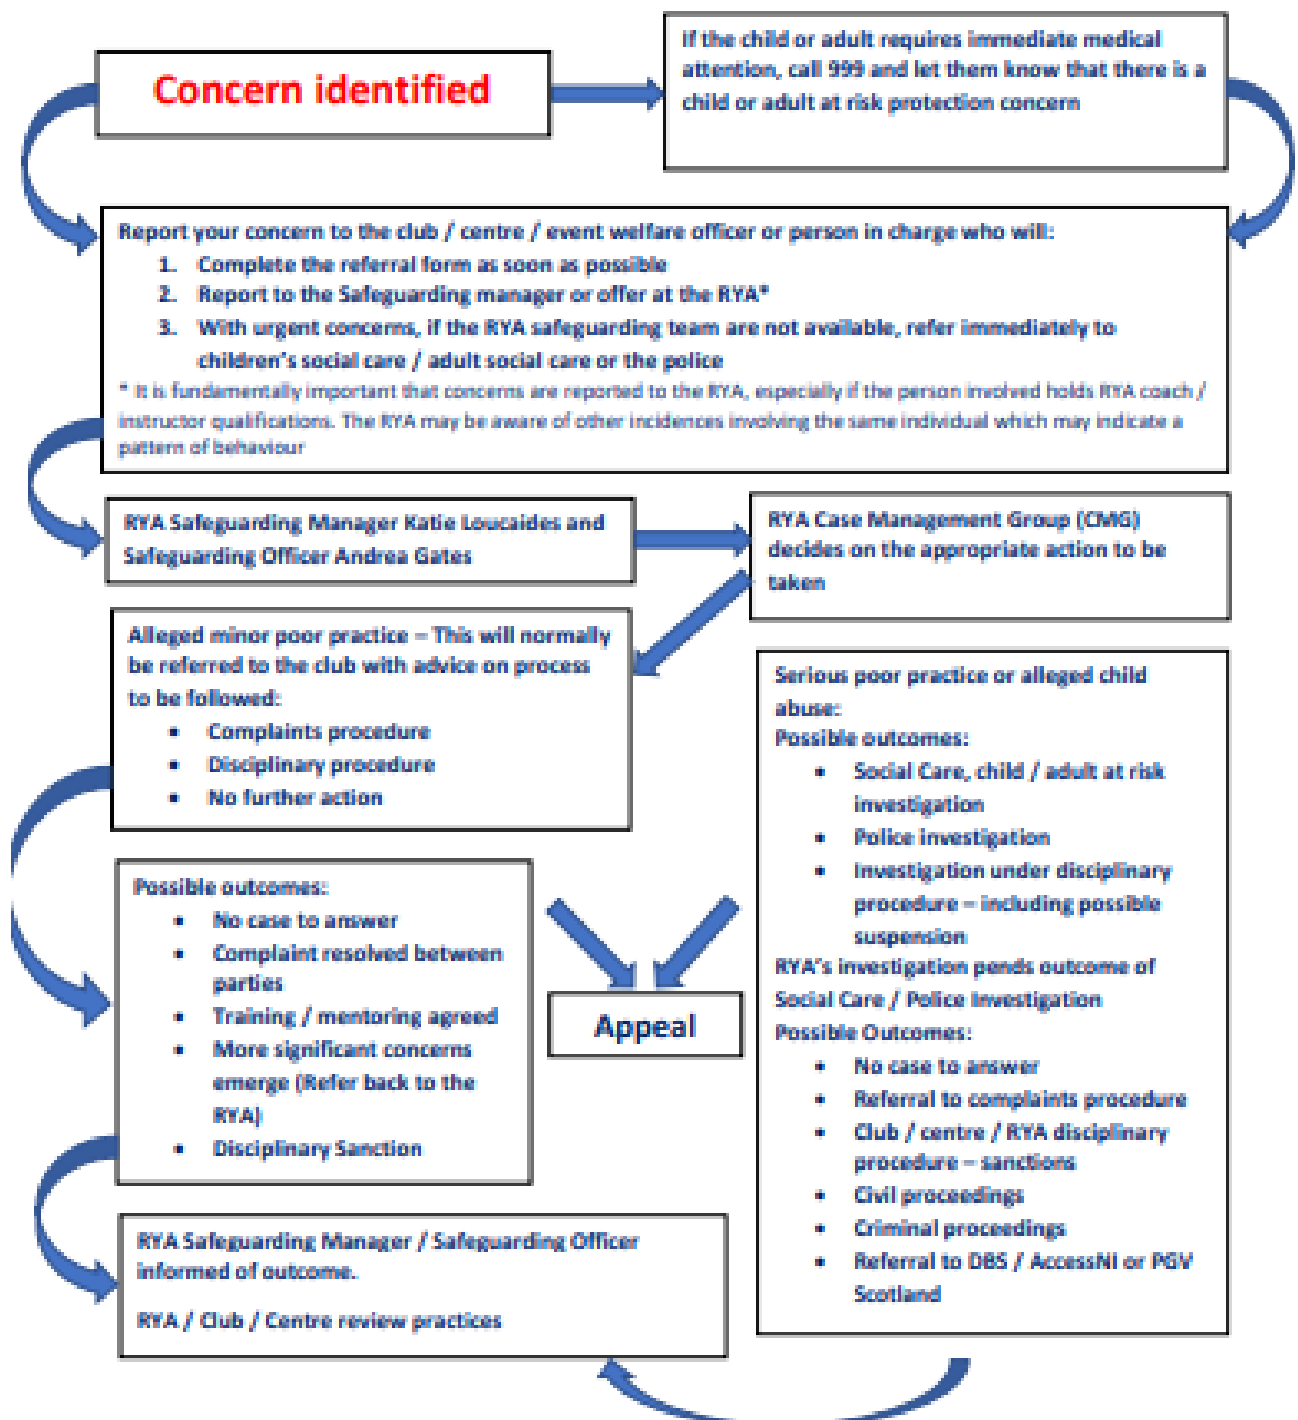 Concern identified
If the child or adult requires immediate medical
attention, call 999 and let them know that there is a
child or adult at risk protection concern
Report your concern to the club / centre / event welfare officer or person in charge who will:
1. Complete the referral form as soon as possible
2. Report to the Safeguarding manager or offer at the RYA*
3. With urgent concerns, if the RYA safeguarding team are not available, refer immediately to
children's social care / adult social care or the police
* It is fundamentally important that concerns are reported to the RYA, especially if the person involved holds RYA coach /
instructor qualifications. The RYA may be aware of other incidences involving the same individual which may indicate a
pattern of behaviour
RYA Safeguarding Manager Katie Loucaides and
Safeguarding Officer Andrea Gates
RYA Case Management Group (CMG)
decides on the appropriate action to be
taken
Alleged minor poor practice – This will normally
be referred to the club with advice on process
to be followed:
• Complaints procedure
• Disciplinary procedure
• No further action
Serious poor practice or alleged child
abuse:
Possible outcomes:
• Social Care, child / adult at risk
investigation
• Police investigation
• Investigation under disciplinary
procedure – including possible
suspension
RYA's investigation pends outcome of
Social Care / Police Investigation
Possible Outcomes:
• No case to answer
• Referral to complaints procedure
• Club / centre / RYA disciplinary
procedure – sanctions
• Civil proceedings
• Criminal proceedings
• Referral to DBS / AccessNI or PGV
Scotland
Possible outcomes:
• No case to answer
• Complaint resolved between
parties
• Training / mentoring agreed
• More significant concerns
emerge (Refer back to the
RYA)
• Disciplinary Sanction
Appeal
RYA Safeguarding Manager / Safeguarding Officer
informed of outcome.
RYA / Club / Centre review practices